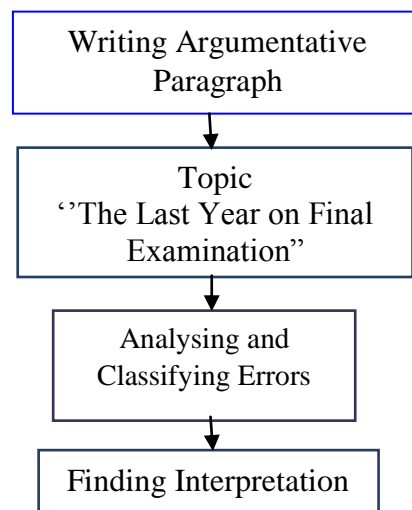 Writing Argumentative
Paragraph
Topic
‘’The Last Year on Final
Examination”
Analysing and
Classifying Errors
Finding Interpretation